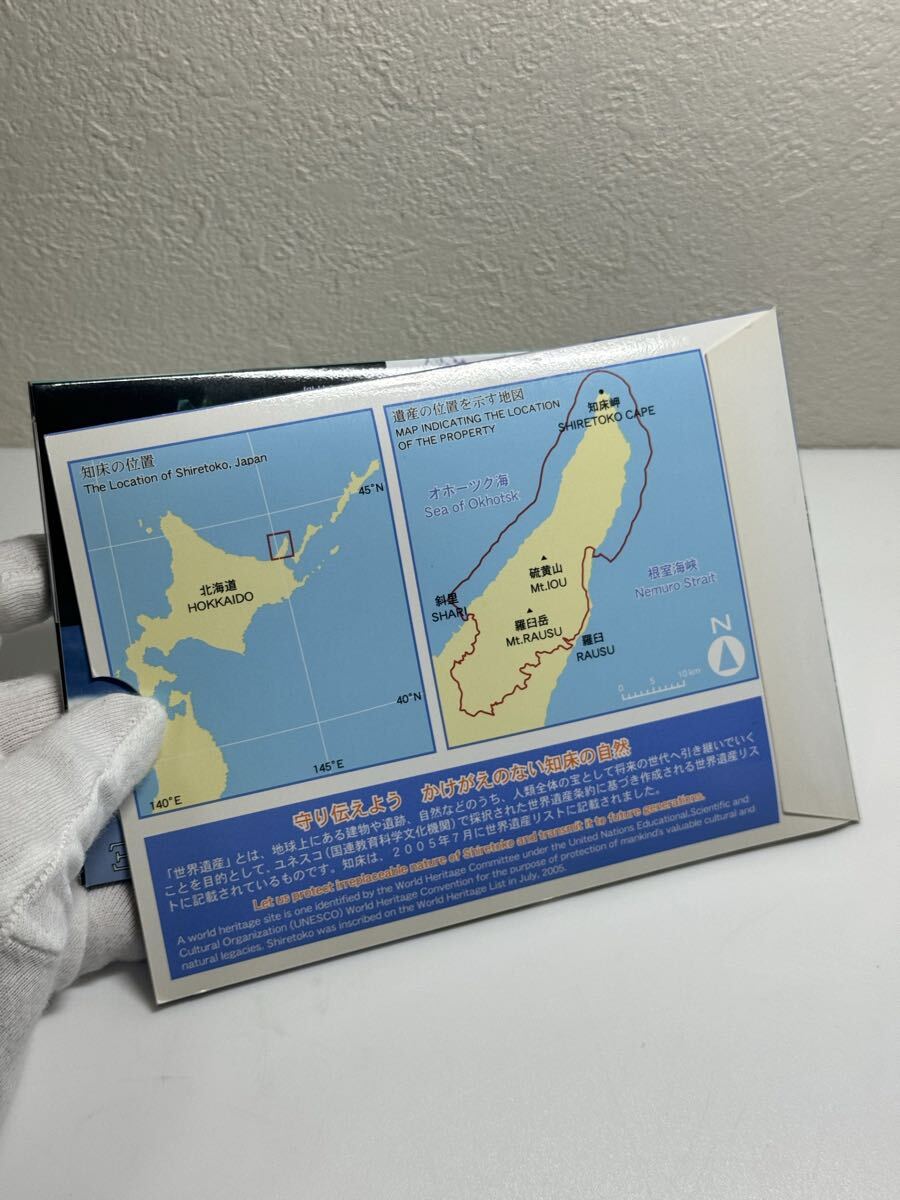 知床の位置
The Location of Shiretoko, Japan
45°N
北海道
HOKKAIDO
40°N
145°E
140°E
遺産の位置を示す地図
MAP INDICATING THE LOCATION
OF THE PROPERTY
知床岬
SHIRETOKO CAPE
オホーツク海
Sea of Okhotsk
硫黄山
Mt.IOU
根室海峡
Nemuro Strait
斜里
SHARI
羅臼岳
Mt.RAUSU
羅臼
RAUSU
N
0 5 10km
守り伝えよう かけがえのない知床の自然
「世界遺産」とは、地球上にある建物や遺跡、自然などのうち、人類全体の宝として将来の世代へ引き継いでいく
ことを目的として、ユネスコ(国連教育科学文化機関)で採択された世界遺産条約に基づき作成される世界遺産リス
トに記載されているものです。知床は、2005年7月に世界遺産リストに記載されました。
Let us protect irreplaceable nature of Shiretoko and transmit it to future generations.
A world heritage site is one identified by the World Heritage Committee under the United Nations Educational,Scientific and
Cultural Organization (UNESCO) World Heritage Convention for the purpose of protection of mankind's valuable cultural and
natural legacies. Shiretoko was inscribed on the World Heritage List in July, 2005.